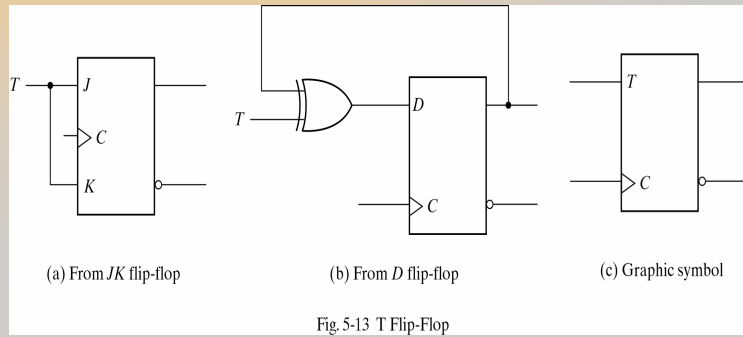 T
J
C
K
(a) From JK flip-flop
T
D
C
(b) From D flip-flop
T
C
(c) Graphic symbol
Fig. 5-13 T Flip-Flop